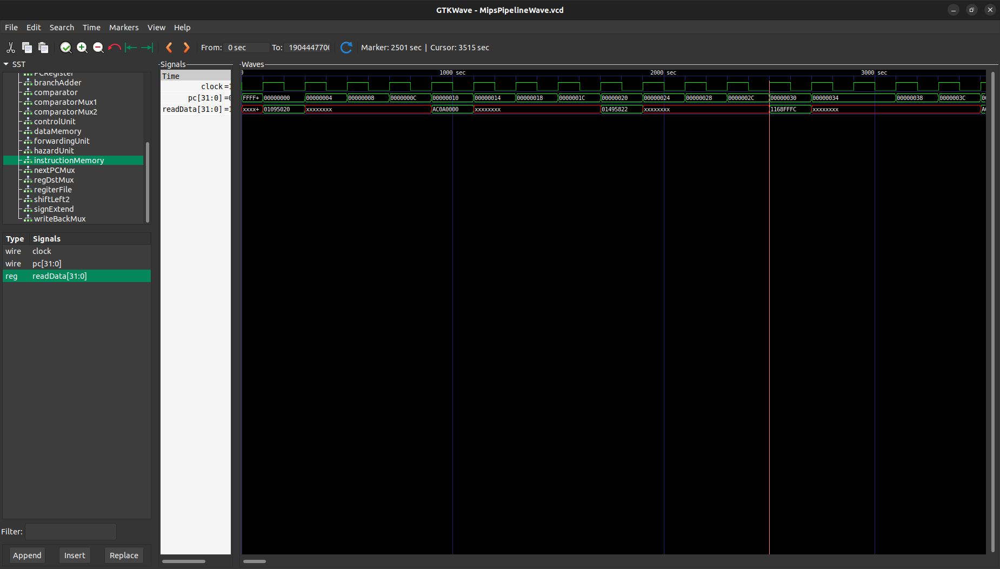 GTKWave - MipsPipelineWave.vcd
File Edit Search Time Markers View Help
From: 0 sec To: 1904447700 Marker: 2501 sec | Cursor: 3515 sec
SST
PCRegister
branchAdder
comparator
comparatorMux1
comparatorMux2
controlUnit
dataMemory
forwardingUnit
hazardUnit
instructionMemory
nextPCMux
regDstMux
regiterFile
shiftLeft2
signExtend
writeBackMux
Type Signals
wire clock
wire pc[31:0]
reg readData[31:0]
Filter:
Append Insert Replace
Signals
Time
clock =1
pc[31:0] =0
readData[31:0] =1
Waves
0 1000 sec 2000 sec 3000 sec
FFFF+ 00000000 00000004 00000008 0000000C 00000010 00000014 00000018 0000001C 00000020 00000024 00000028 0000002C 00000030 00000034 00000038 0000003C 00
xxxx+ 01095020 xxxxxxxx AC0A0000 xxxxxxxx 01495822 xxxxxxxx 1168FFFC xxxxxxxx A